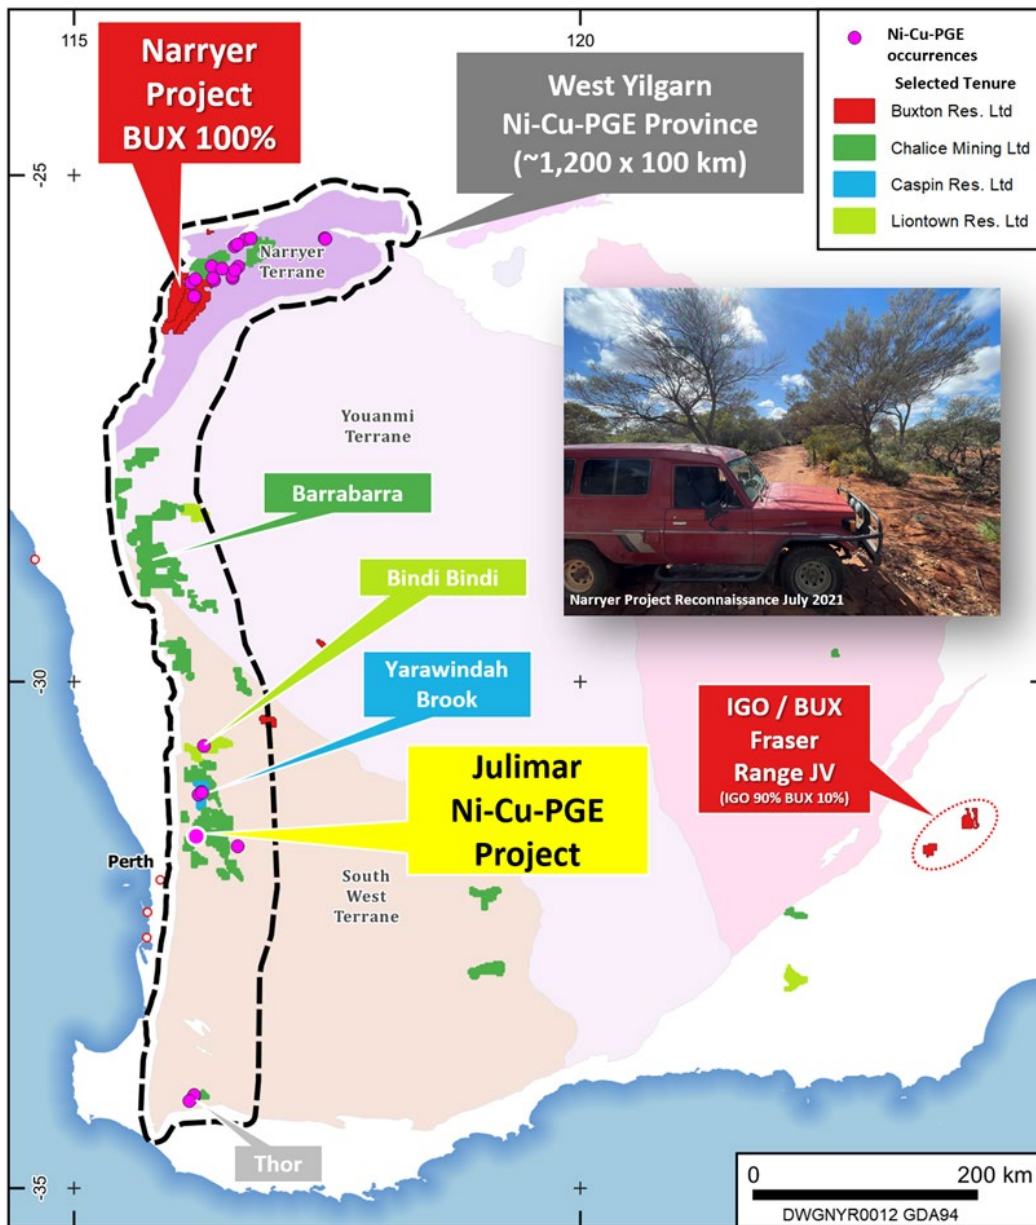 115
120
Narryer
Project
BUX 100%
West Yilgarn
Ni-Cu-PGE Province
(~1,200 x 100 km)
Ni-Cu-PGE
occurrences
Selected Tenure
Buxton Res. Ltd
Chalice Mining Ltd
Caspin Res. Ltd
Liontown Res. Ltd
-25
Narryer
Terrane
Youanmi
Terrane
Barrabarra
Bindi Bindi
Narryer Project Reconnaissance July 2021
-30
Yarawindah
Brook
IGO / BUX
Fraser
Range JV
(IGO 90% BUX 10%)
Julimar
Ni-Cu-PGE
Project
Perth
South
West
Terrane
Thor
-35
0 200 km
DWGNYR0012 GDA94